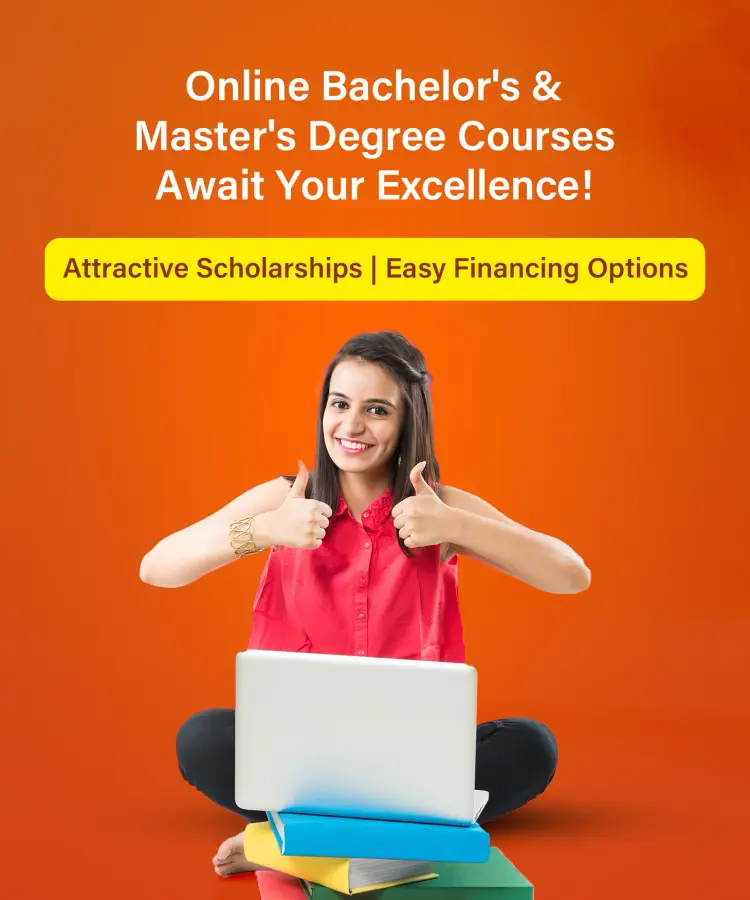 Online Bachelor's &
Master's Degree Courses
Await Your Excellence!
Attractive Scholarships | Easy Financing Options